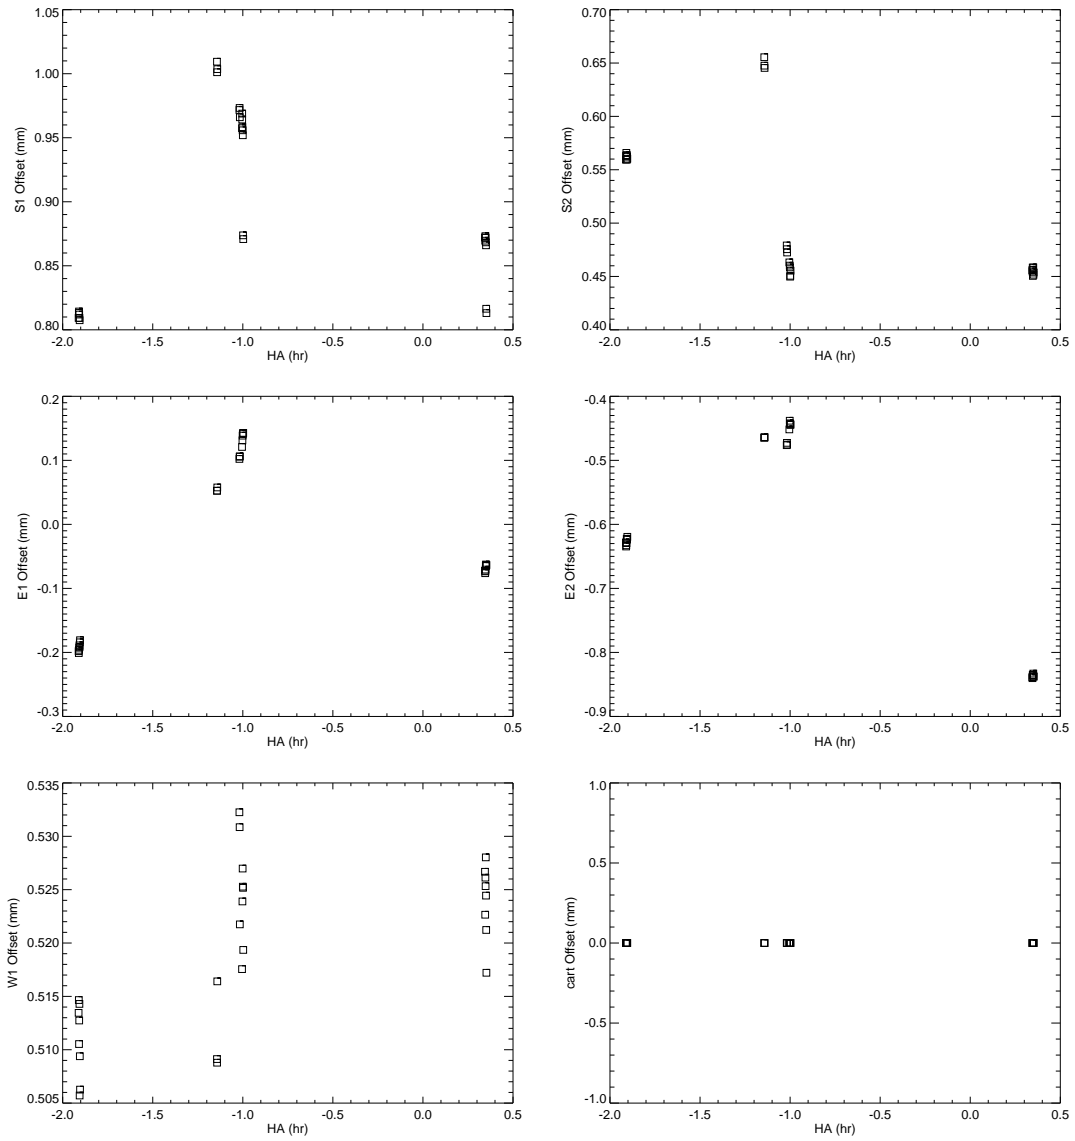 1.05
1.00
0.95
0.90
0.85
0.80
S1 Offset (mm)
-2.0 -1.5 -1.0 -0.5 0.0 0.5
HA (hr)
0.70
0.65
0.60
0.55
0.50
0.45
0.40
S2 Offset (mm)
-2.0 -1.5 -1.0 -0.5 0.0 0.5
HA (hr)
0.2
0.1
0.0
-0.1
-0.2
-0.3
E1 Offset (mm)
-2.0 -1.5 -1.0 -0.5 0.0 0.5
HA (hr)
-0.4
-0.5
-0.6
-0.7
-0.8
-0.9
E2 Offset (mm)
-2.0 -1.5 -1.0 -0.5 0.0 0.5
HA (hr)
0.535
0.530
0.525
0.520
0.515
0.510
0.505
W1 Offset (mm)
-2.0 -1.5 -1.0 -0.5 0.0 0.5
HA (hr)
1.0
0.5
0.0
-0.5
-1.0
cart Offset (mm)
-2.0 -1.5 -1.0 -0.5 0.0 0.5
HA (hr)